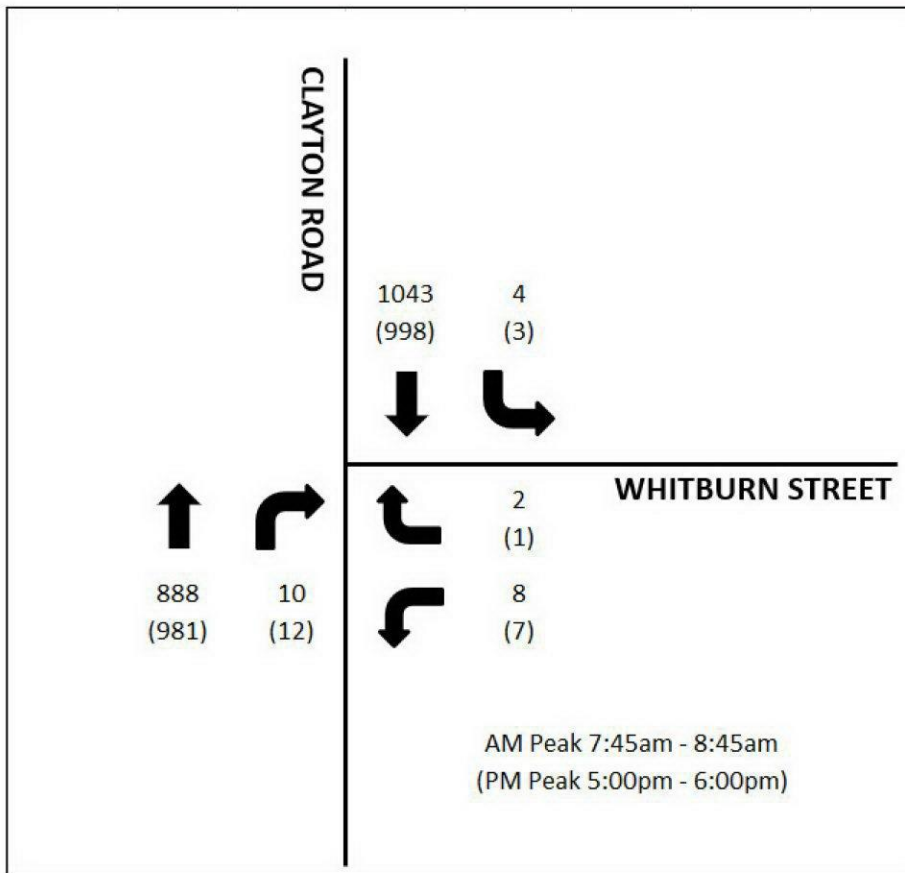 CLAYTON ROAD
1043 4
(998) (3)
WHITBURN STREET
2
(1)
888 10 8
(981) (12) (7)
AM Peak 7:45am - 8:45am
(PM Peak 5:00pm - 6:00pm)